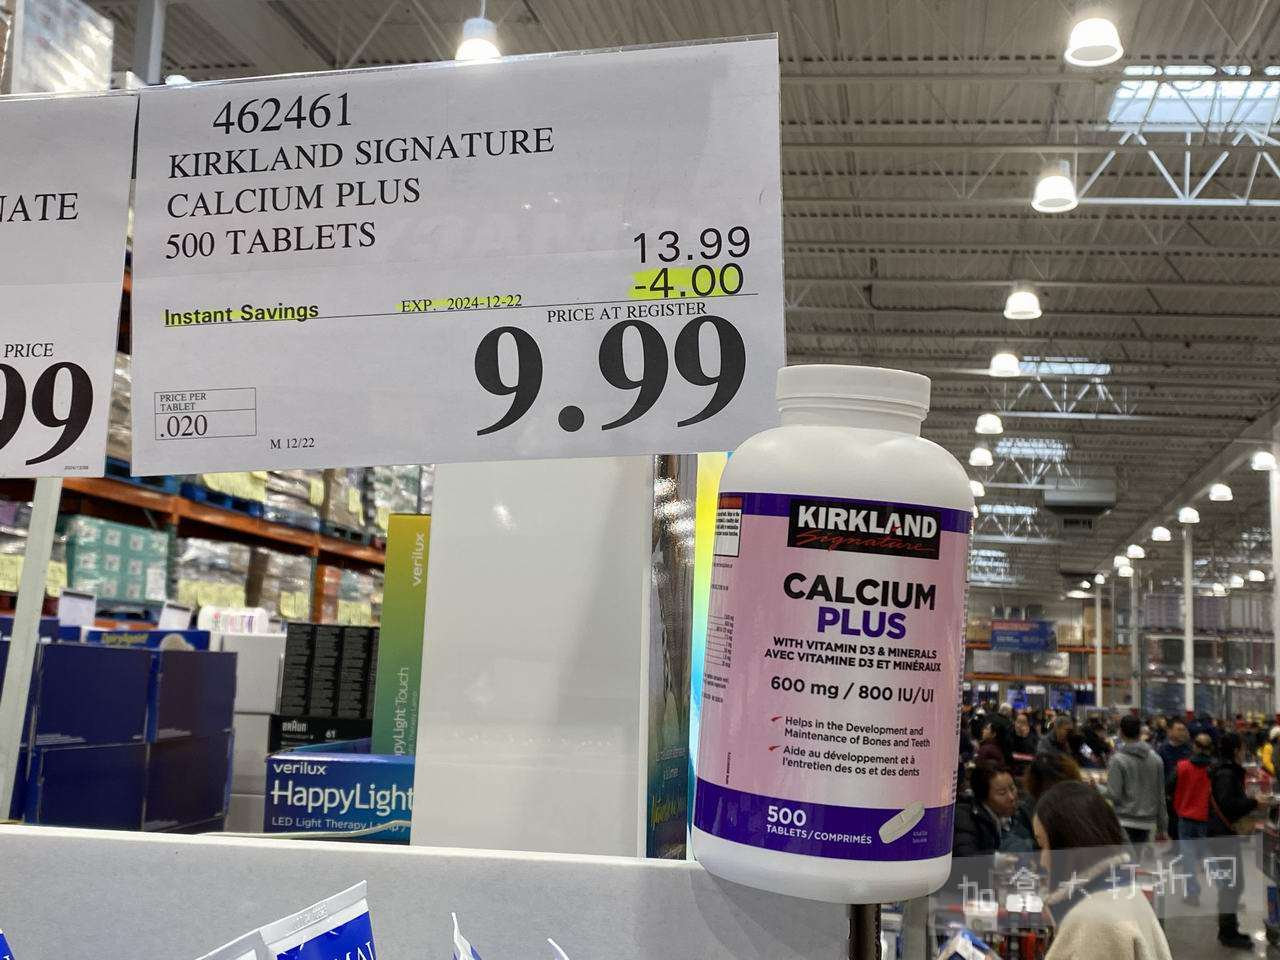 462461
KIRKLAND SIGNATURE
CALCIUM PLUS
500 TABLETS
13.99
-4.00
Instant Savings
EXP. 2024-12-22
PRICE AT REGISTER
9.99
PRICE PER
TABLET
.020
M 12/22
NATE
PRICE
99
KIRKLAND
Signature
CALCIUM
PLUS
WITH VITAMIN D3 & MINERALS
AVEC VITAMINE D3 ET MINÉRAUX
600 mg / 800 IU/UI
Helps in the Development and
Maintenance of Bones and Teeth
Aide au développement et à
l'entretien des os et des dents
500
TABLETS/COMPRIMÉS
verilux
HappyLight Touch
BRAUN
61
verilux
HappyLight
LED Light Therapy
加拿大打折网